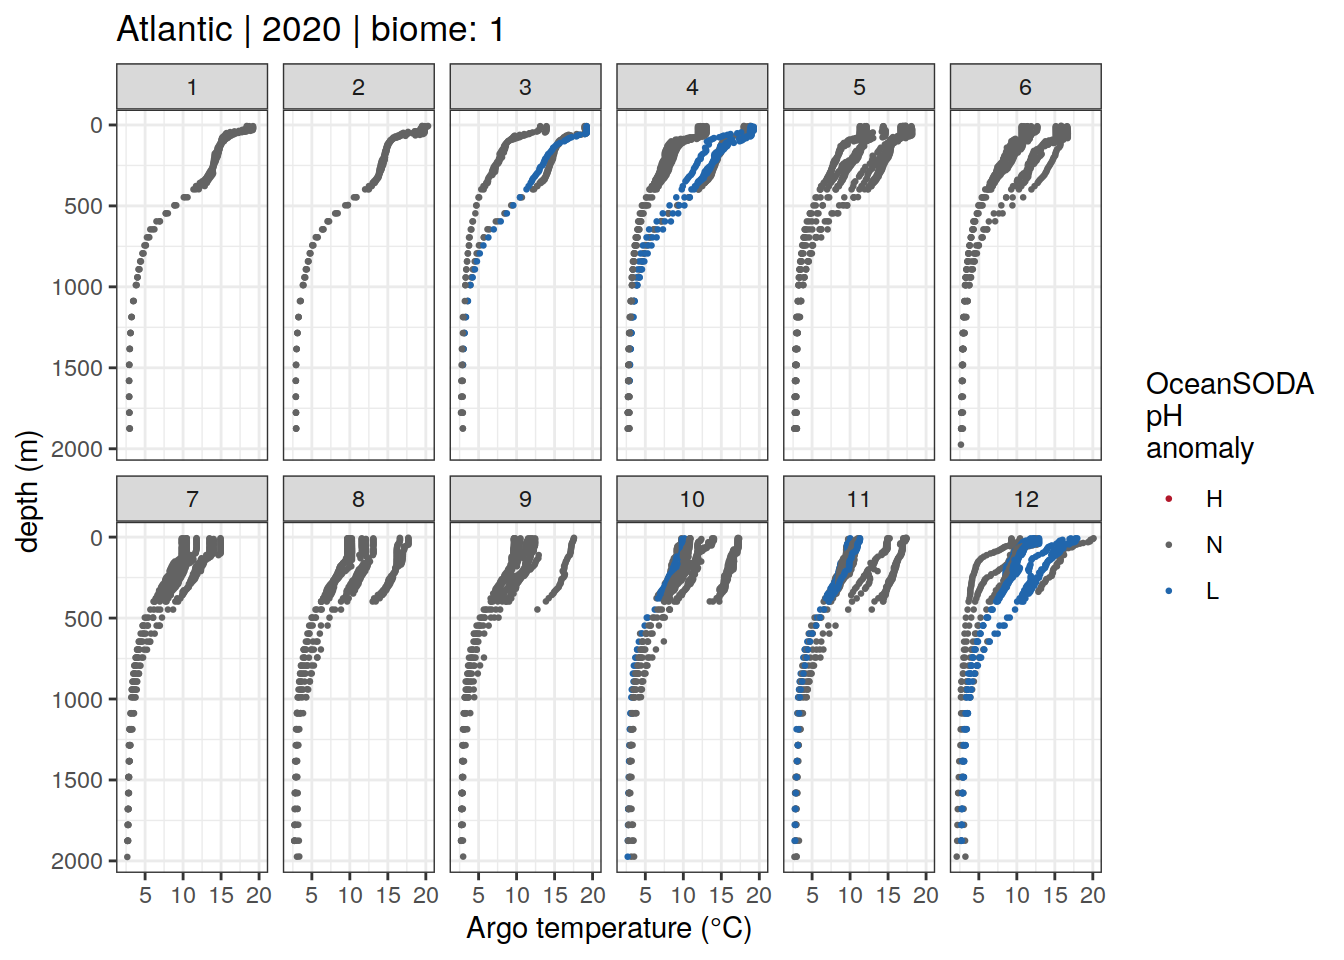 Atlantic | 2020 | biome: 1
1 2 3 4 5 6
0
500
1000
1500
2000
7 8 9 10 11 12
0
500
1000
1500
2000
5 10 15 20 5 10 15 20 5 10 15 20 5 10 15 20 5 10 15 20 5 10 15 20
Argo temperature (°C)
depth (m)
OceanSODA
pH
anomaly
H
N
L